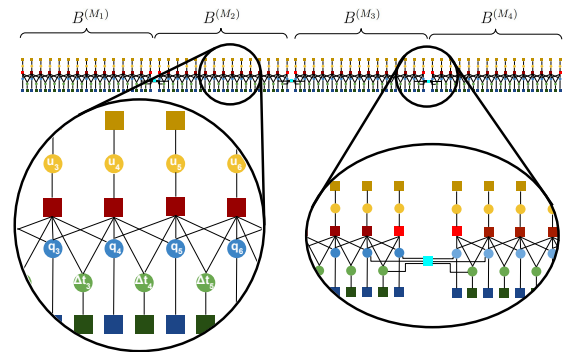 B^(M₁) B^(M₂) B^(M₃) B^(M₄)
u₃ u₄ u₅ u₆
q₃ q₄ q₅ q₆
Δt₃ Δt₄ Δt₅